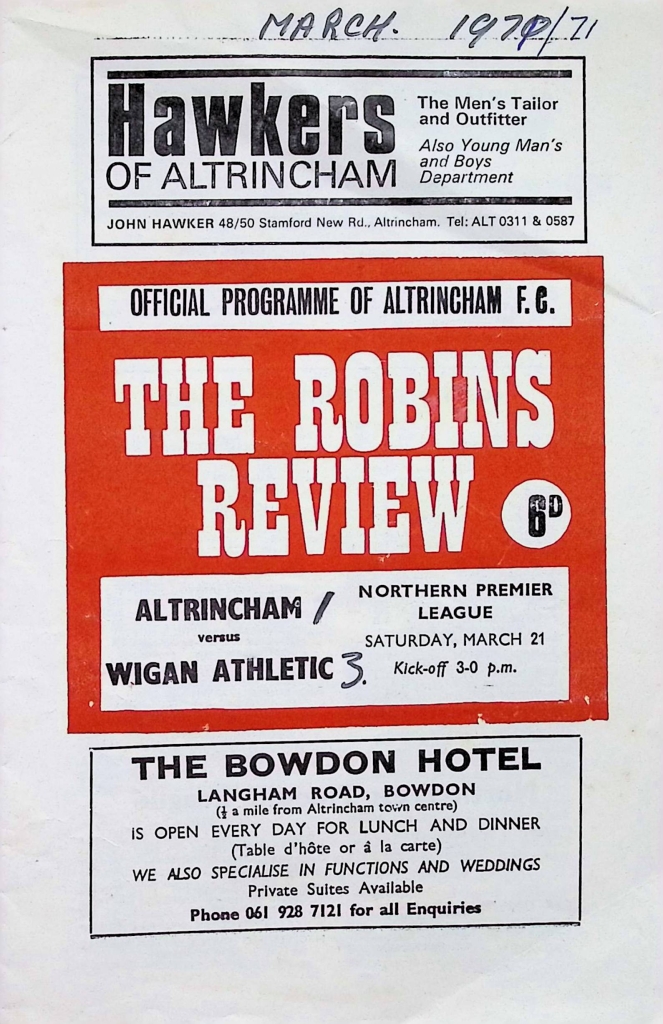 MARCH. 1970/71
Hawkers
OF ALTRINCHAM
The Men's Tailor
and Outfitter
Also Young Man's
and Boys
Department
JOHN HAWKER 48/50 Stamford New Rd., Altrincham. Tel: ALT 0311 & 0587
OFFICIAL PROGRAMME OF ALTRINCHAM F.C.
THE ROBINS
REVIEW
6D
ALTRINCHAM 1
versus
WIGAN ATHLETIC 3.
NORTHERN PREMIER
LEAGUE
SATURDAY, MARCH 21
Kick-off 3-0 p.m.
THE BOWDON HOTEL
LANGHAM ROAD, BOWDON
(½ a mile from Altrincham town centre)
IS OPEN EVERY DAY FOR LUNCH AND DINNER
(Table d'hôte or â la carte)
WE ALSO SPECIALISE IN FUNCTIONS AND WEDDINGS
Private Suites Available
Phone 061 928 7121 for all Enquiries